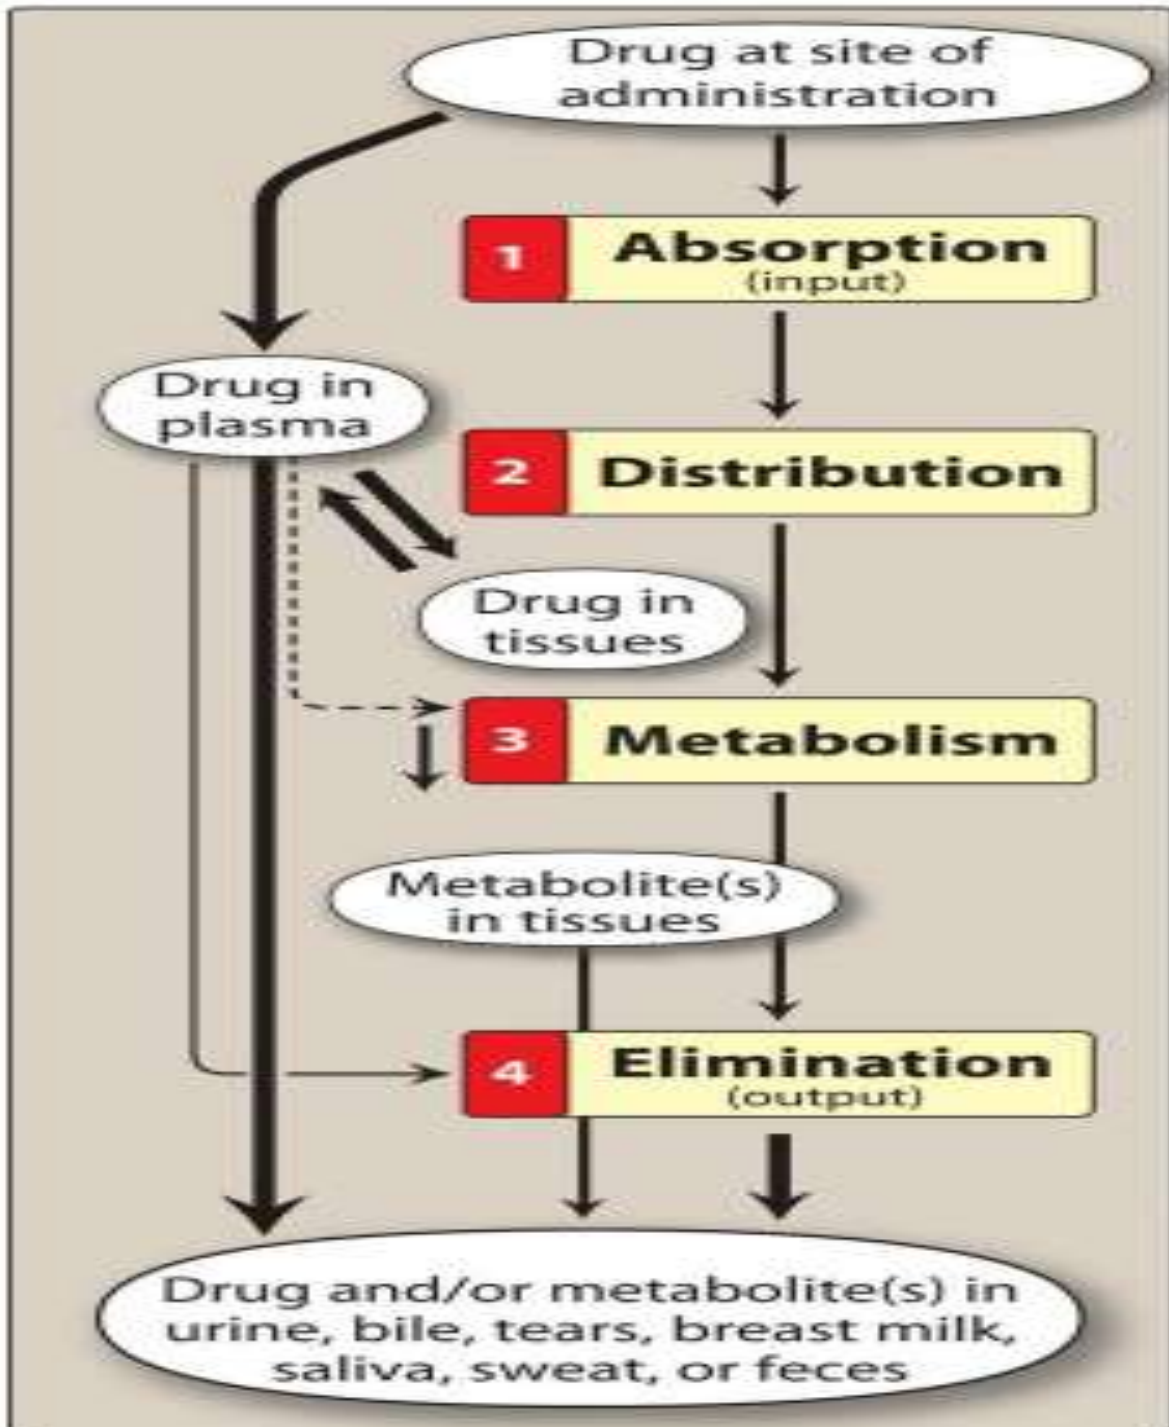 Drug at site of
administration
1
Absorption
(input)
Drug in
plasma
2
Distribution
Drug in
tissues
3
Metabolism
Metabolite(s)
in tissues
4
Elimination
(output)
Drug and/or metabolite(s) in
urine, bile, tears, breast milk,
saliva, sweat, or feces